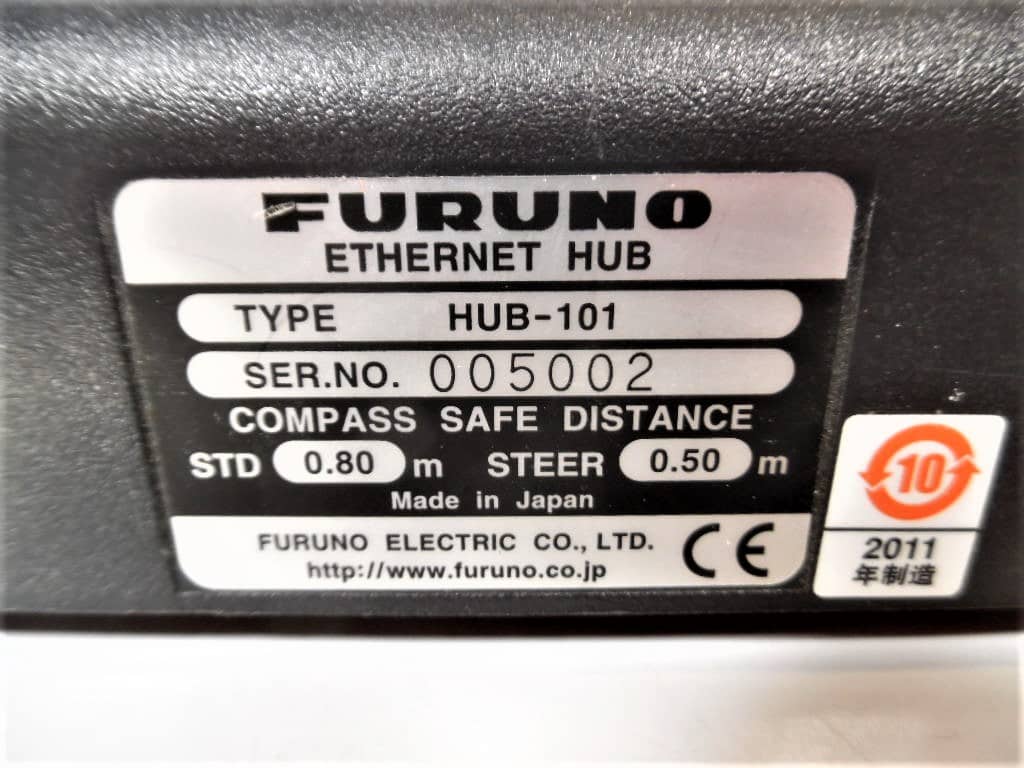 FURUNO
ETHERNET HUB
TYPE HUB-101
SER.NO. 005002
COMPASS SAFE DISTANCE
STD 0.80 m STEER 0.50 m
Made in Japan
FURUNO ELECTRIC CO., LTD.
http://www.furuno.co.jp
CE
10
2011
年制造